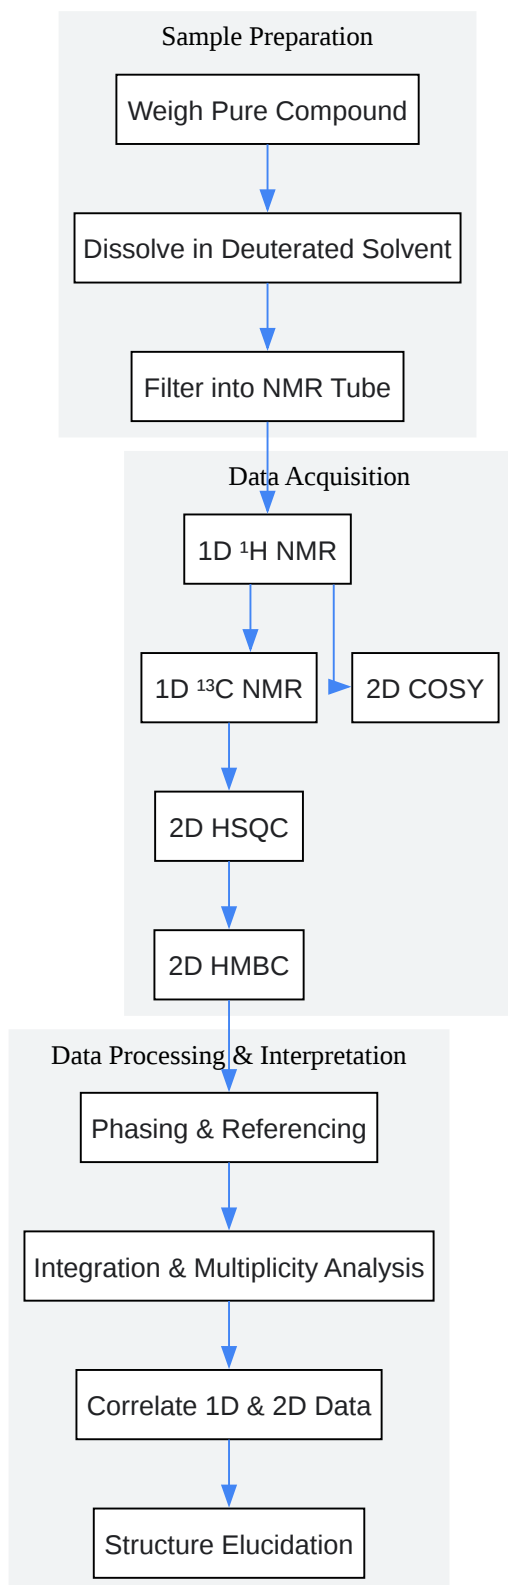 Sample Preparation
Weigh Pure Compound
Dissolve in Deuterated Solvent
Filter into NMR Tube
Data Acquisition
1D ¹H NMR
1D ¹³C NMR
2D COSY
2D HSQC
2D HMBC
Data Processing & Interpretation
Phasing & Referencing
Integration & Multiplicity Analysis
Correlate 1D & 2D Data
Structure Elucidation